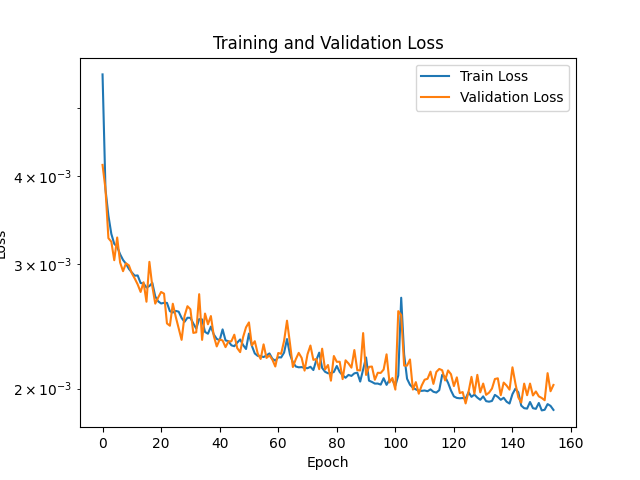 Training and Validation Loss
Train Loss
Validation Loss
4 × 10⁻³
3 × 10⁻³
2 × 10⁻³
Loss
0 20 40 60 80 100 120 140 160
Epoch